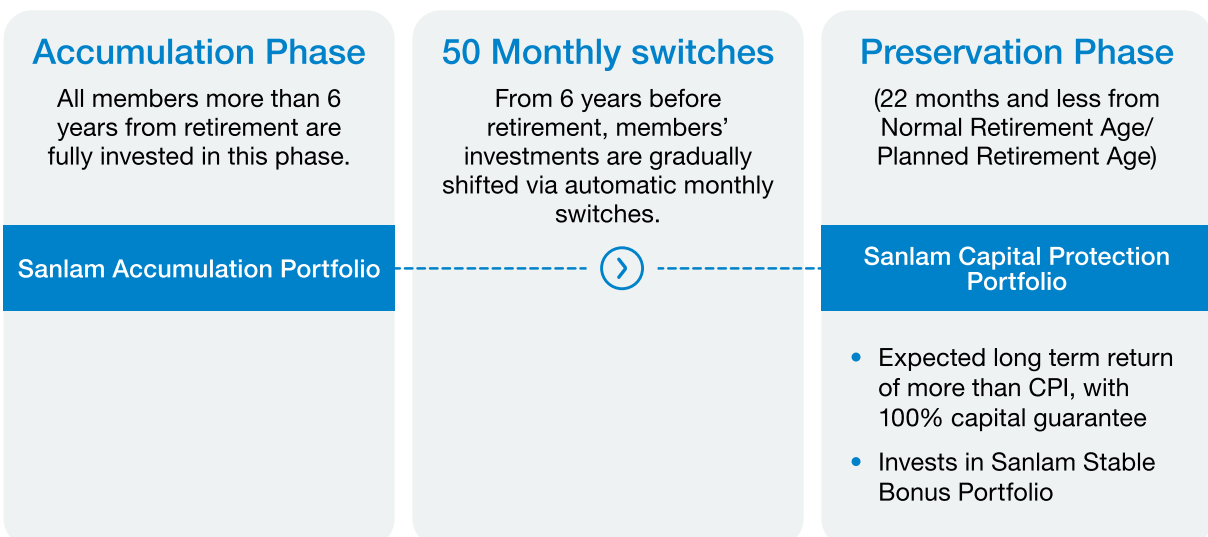 Accumulation Phase
All members more than 6
years from retirement are
fully invested in this phase.
Sanlam Accumulation Portfolio
50 Monthly switches
From 6 years before
retirement, members’
investments are gradually
shifted via automatic monthly
switches.
Preservation Phase
(22 months and less from
Normal Retirement Age/
Planned Retirement Age)
Sanlam Capital Protection
Portfolio
• Expected long term return
of more than CPI, with
100% capital guarantee
• Invests in Sanlam Stable
Bonus Portfolio